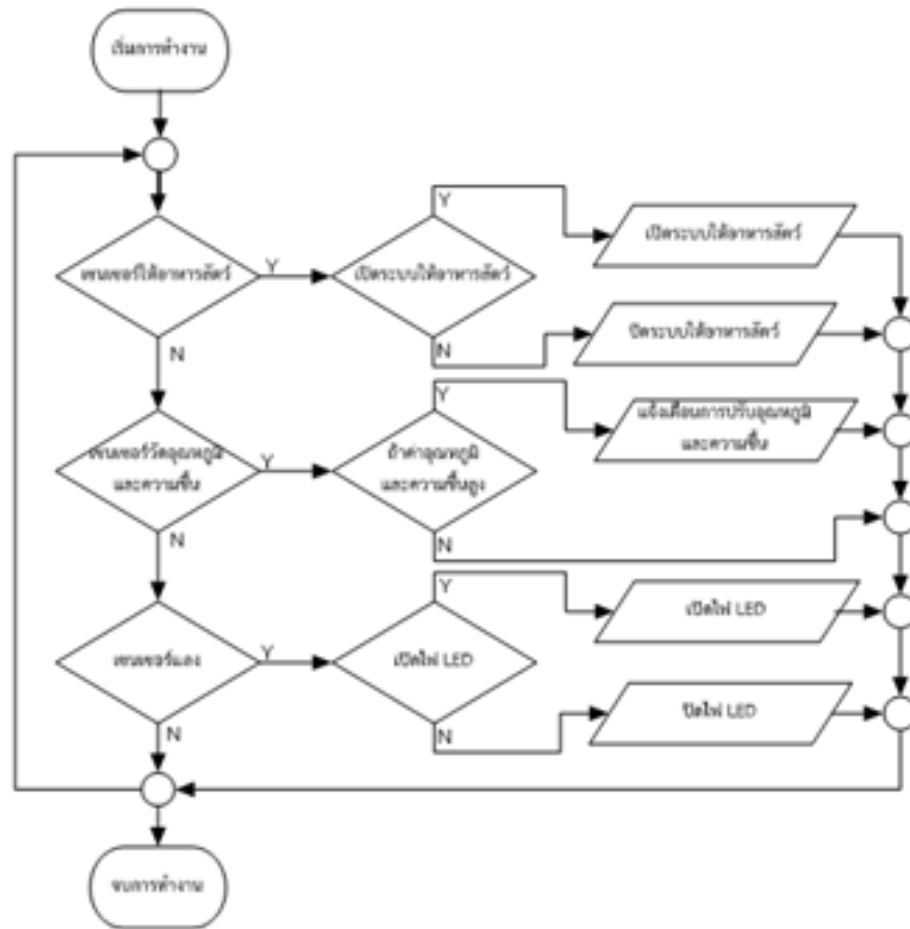 เริ่มการทำงาน
Y
เปิดระบบให้อาหารสัตว์
เซนเซอร์ให้อาหารสัตว์
Y
เปิดระบบให้อาหารสัตว์
ปิดระบบให้อาหารสัตว์
N
N
Y
แจ้งเตือนการปรับอุณหภูมิ
และความชื้น
เซนเซอร์วัดอุณหภูมิ
และความชื้น
Y
ถ้าค่าอุณหภูมิ
และความชื้นสูง
N
N
Y
เปิดไฟ LED
เซนเซอร์แสง
Y
เปิดไฟ LED
ปิดไฟ LED
N
N
จบการทำงาน